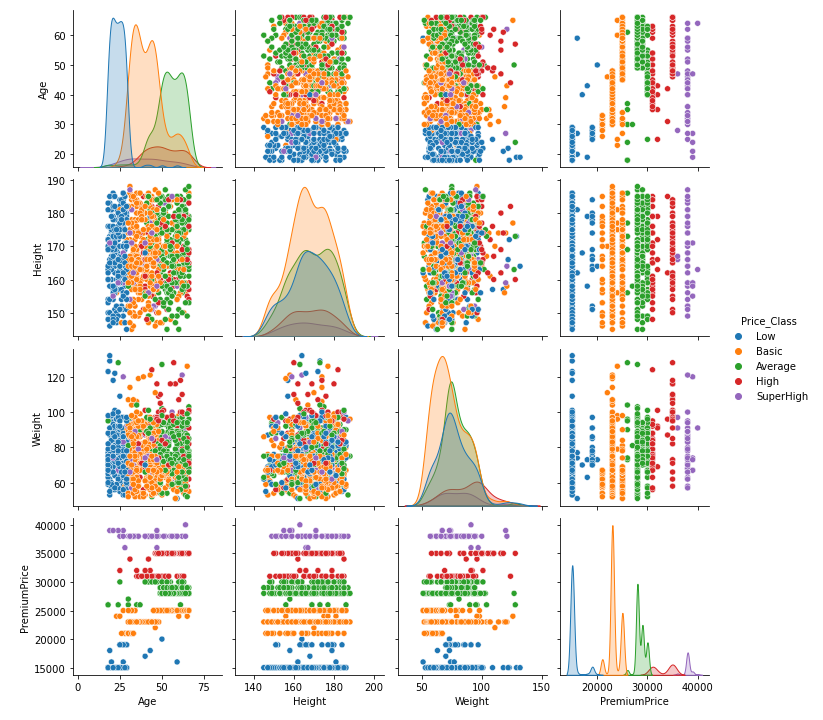 60
50
40
30
20
Age
190
180
170
160
150
Height
120
100
80
60
Weight
40000
35000
30000
25000
20000
15000
PremiumPrice
0 25 50 75
Age
140 160 180 200
Height
50 100 150
Weight
20000 30000 40000
PremiumPrice
Price_Class
Low
Basic
Average
High
SuperHigh